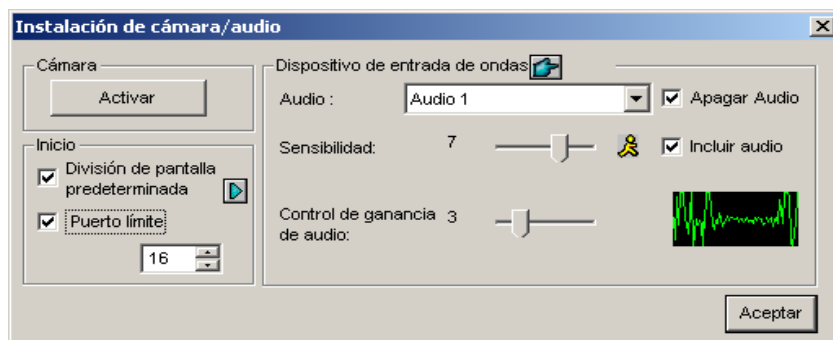 Instalación de cámara/audio
Cámara
Activar
Inicio
División de pantalla
predeterminada
Puerto límite
16
Dispositivo de entrada de ondas
Audio :
Audio 1
Apagar Audio
Sensibilidad:
7
Incluir audio
Control de ganancia
de audio:
3
Aceptar